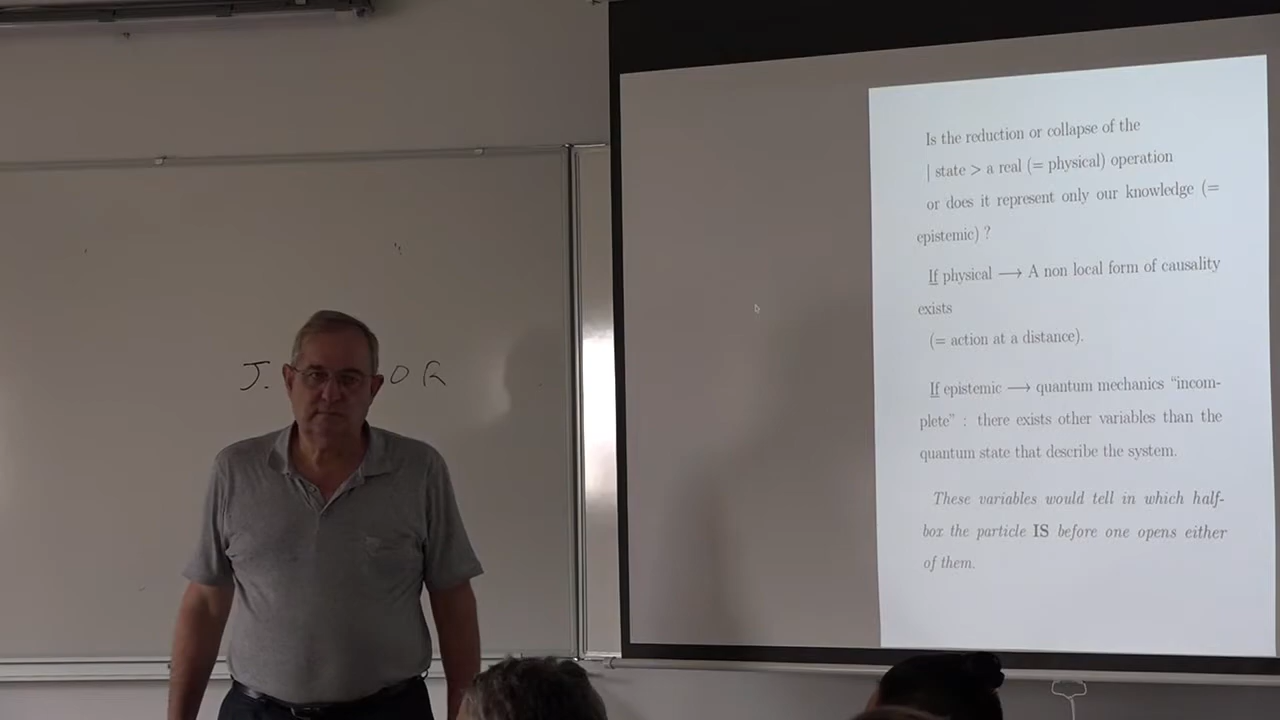 J. O R
Is the reduction or collapse of the
| state > a real (= physical) operation
or does it represent only our knowledge (=
epistemic) ?
If physical ⟶ A non local form of causality
exists
(= action at a distance).
If epistemic ⟶ quantum mechanics “incom-
plete” : there exists other variables than the
quantum state that describe the system.
These variables would tell in which half-
box the particle IS before one opens either
of them.